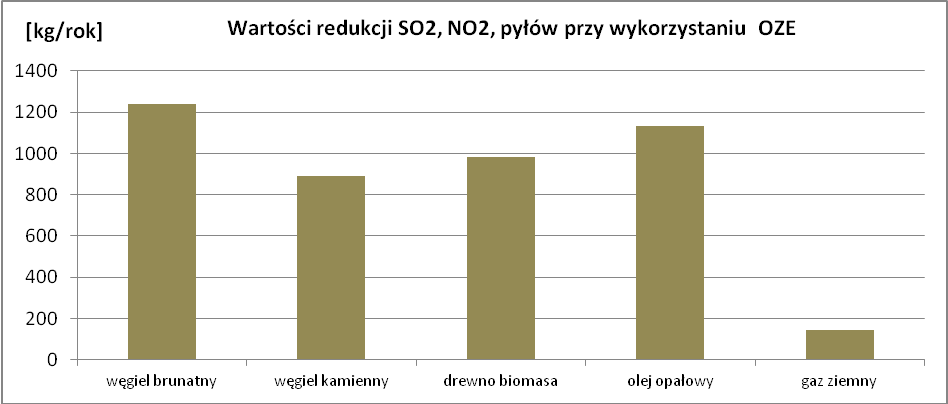 [kg/rok]
Wartości redukcji SO2, NO2, pyłów przy wykorzystaniu OZE
1400
1200
1000
800
600
400
200
0
węgiel brunatny
węgiel kamienny
drewno biomasa
olej opałowy
gaz ziemny